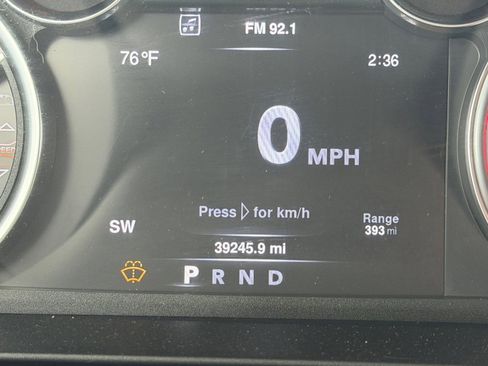 FM 92.1
76°F 2:36
0 MPH
Press ▷ for km/h
SW
Range
393 mi
39245.9 mi
P R N D